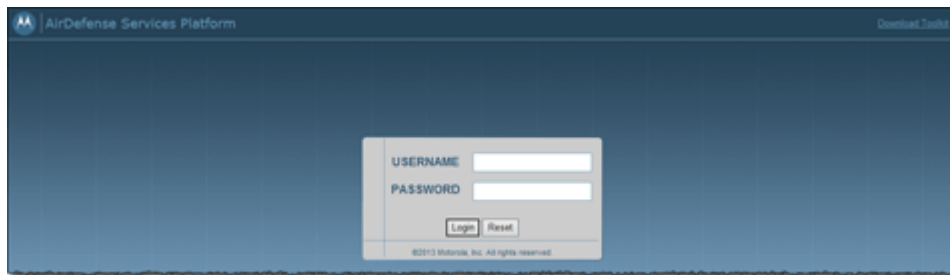 AirDefense Services Platform
Download Toolkit
USERNAME
PASSWORD
Login Reset
©2013 Motorola, Inc. All rights reserved.